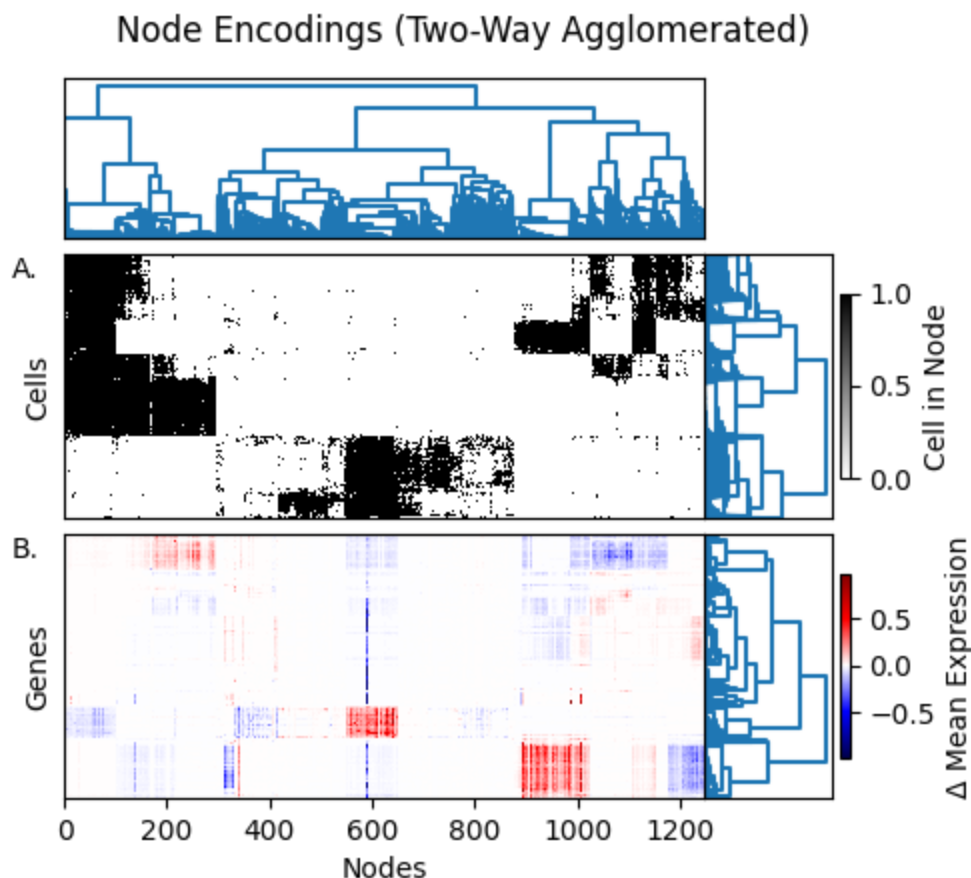 Node Encodings (Two-Way Agglomerated)
A.
Cells
1.0
0.5
0.0
Cell in Node
B.
Genes
0.5
0.0
−0.5
Δ Mean Expression
0 200 400 600 800 1000 1200
Nodes